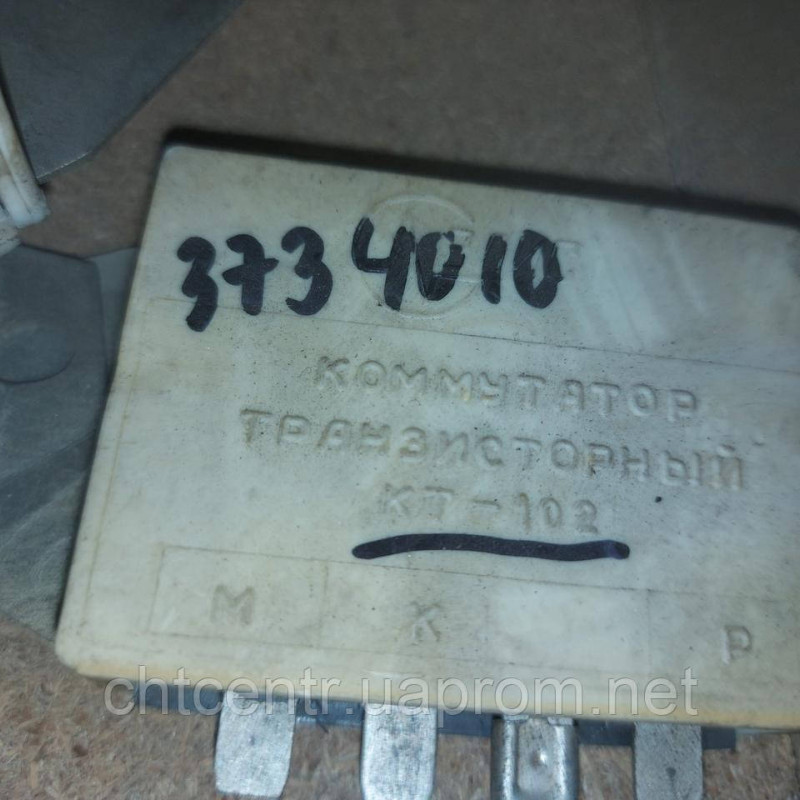 3734010
КОММУТАТОР
ТРАНЗИСТОРНЫЙ
КТ-102
М К Р
chtcentr.uaprom.net